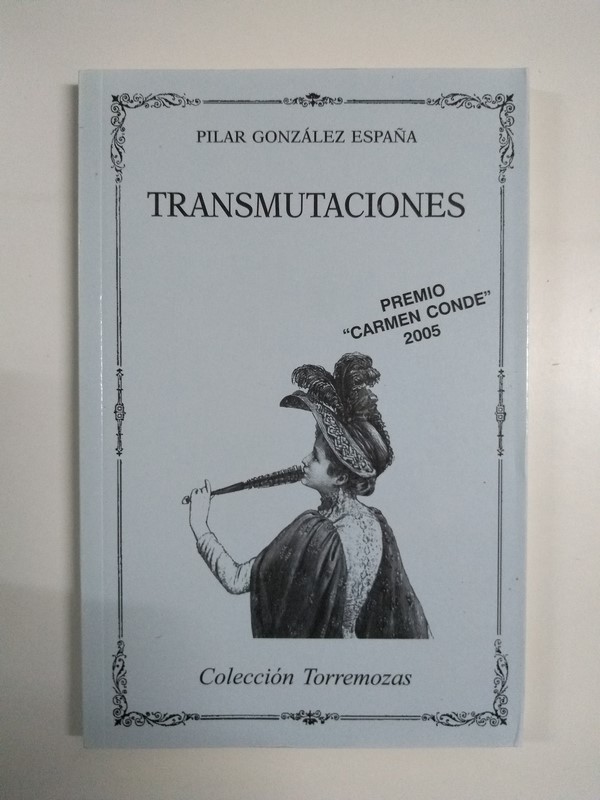 PILAR GONZÁLEZ ESPAÑA
TRANSMUTACIONES
PREMIO
“CARMEN CONDE”
2005
Colección Torremozas